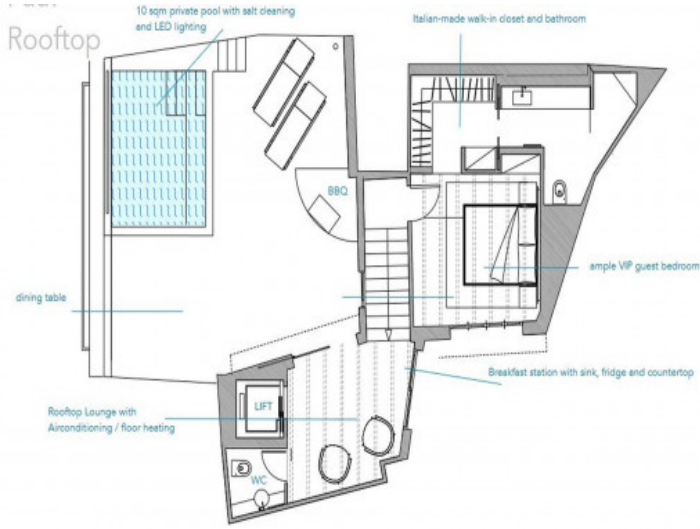 Rooftop
10 sqm private pool with salt cleaning
and LED lighting
Italian-made walk-in closet and bathroom
BBQ
ample VIP guest bedroom
dining table
Breakfast station with sink, fridge and countertop
LIFT
Rooftop Lounge with
Airconditioning / floor heating
WC